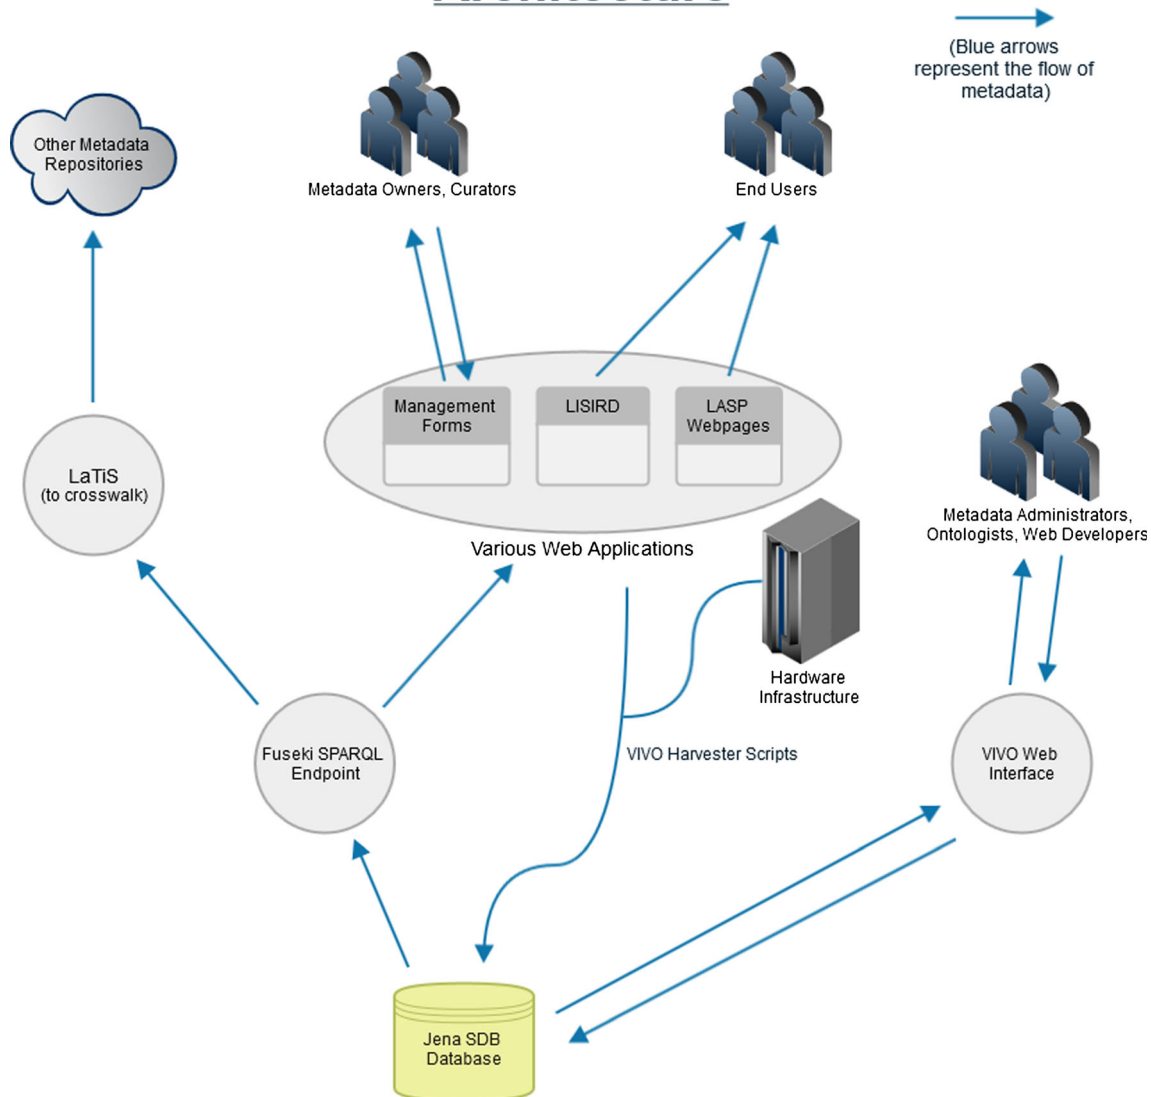 Architecture
(Blue arrows
represent the flow of
metadata)
Other Metadata
Repositories
Metadata Owners, Curators
End Users
Management
Forms
LISIRD
LASP
Webpages
LaTiS
(to crosswalk)
Various Web Applications
Metadata Administrators,
Ontologists, Web Developers
Hardware
Infrastructure
Fuseki SPARQL
Endpoint
VIVO Harvester Scripts
VIVO Web
Interface
Jena SDB
Database